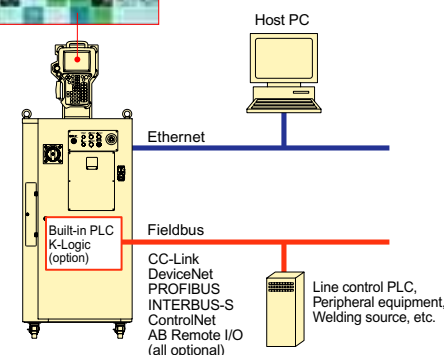 Host PC
Ethernet
Built-in PLC
K-Logic
(option)
Fieldbus
CC-Link
DeviceNet
PROFIBUS
INTERBUS-S
ControlNet
AB Remote I/O
(all optional)
Line control PLC,
Peripheral equipment,
Welding source, etc.